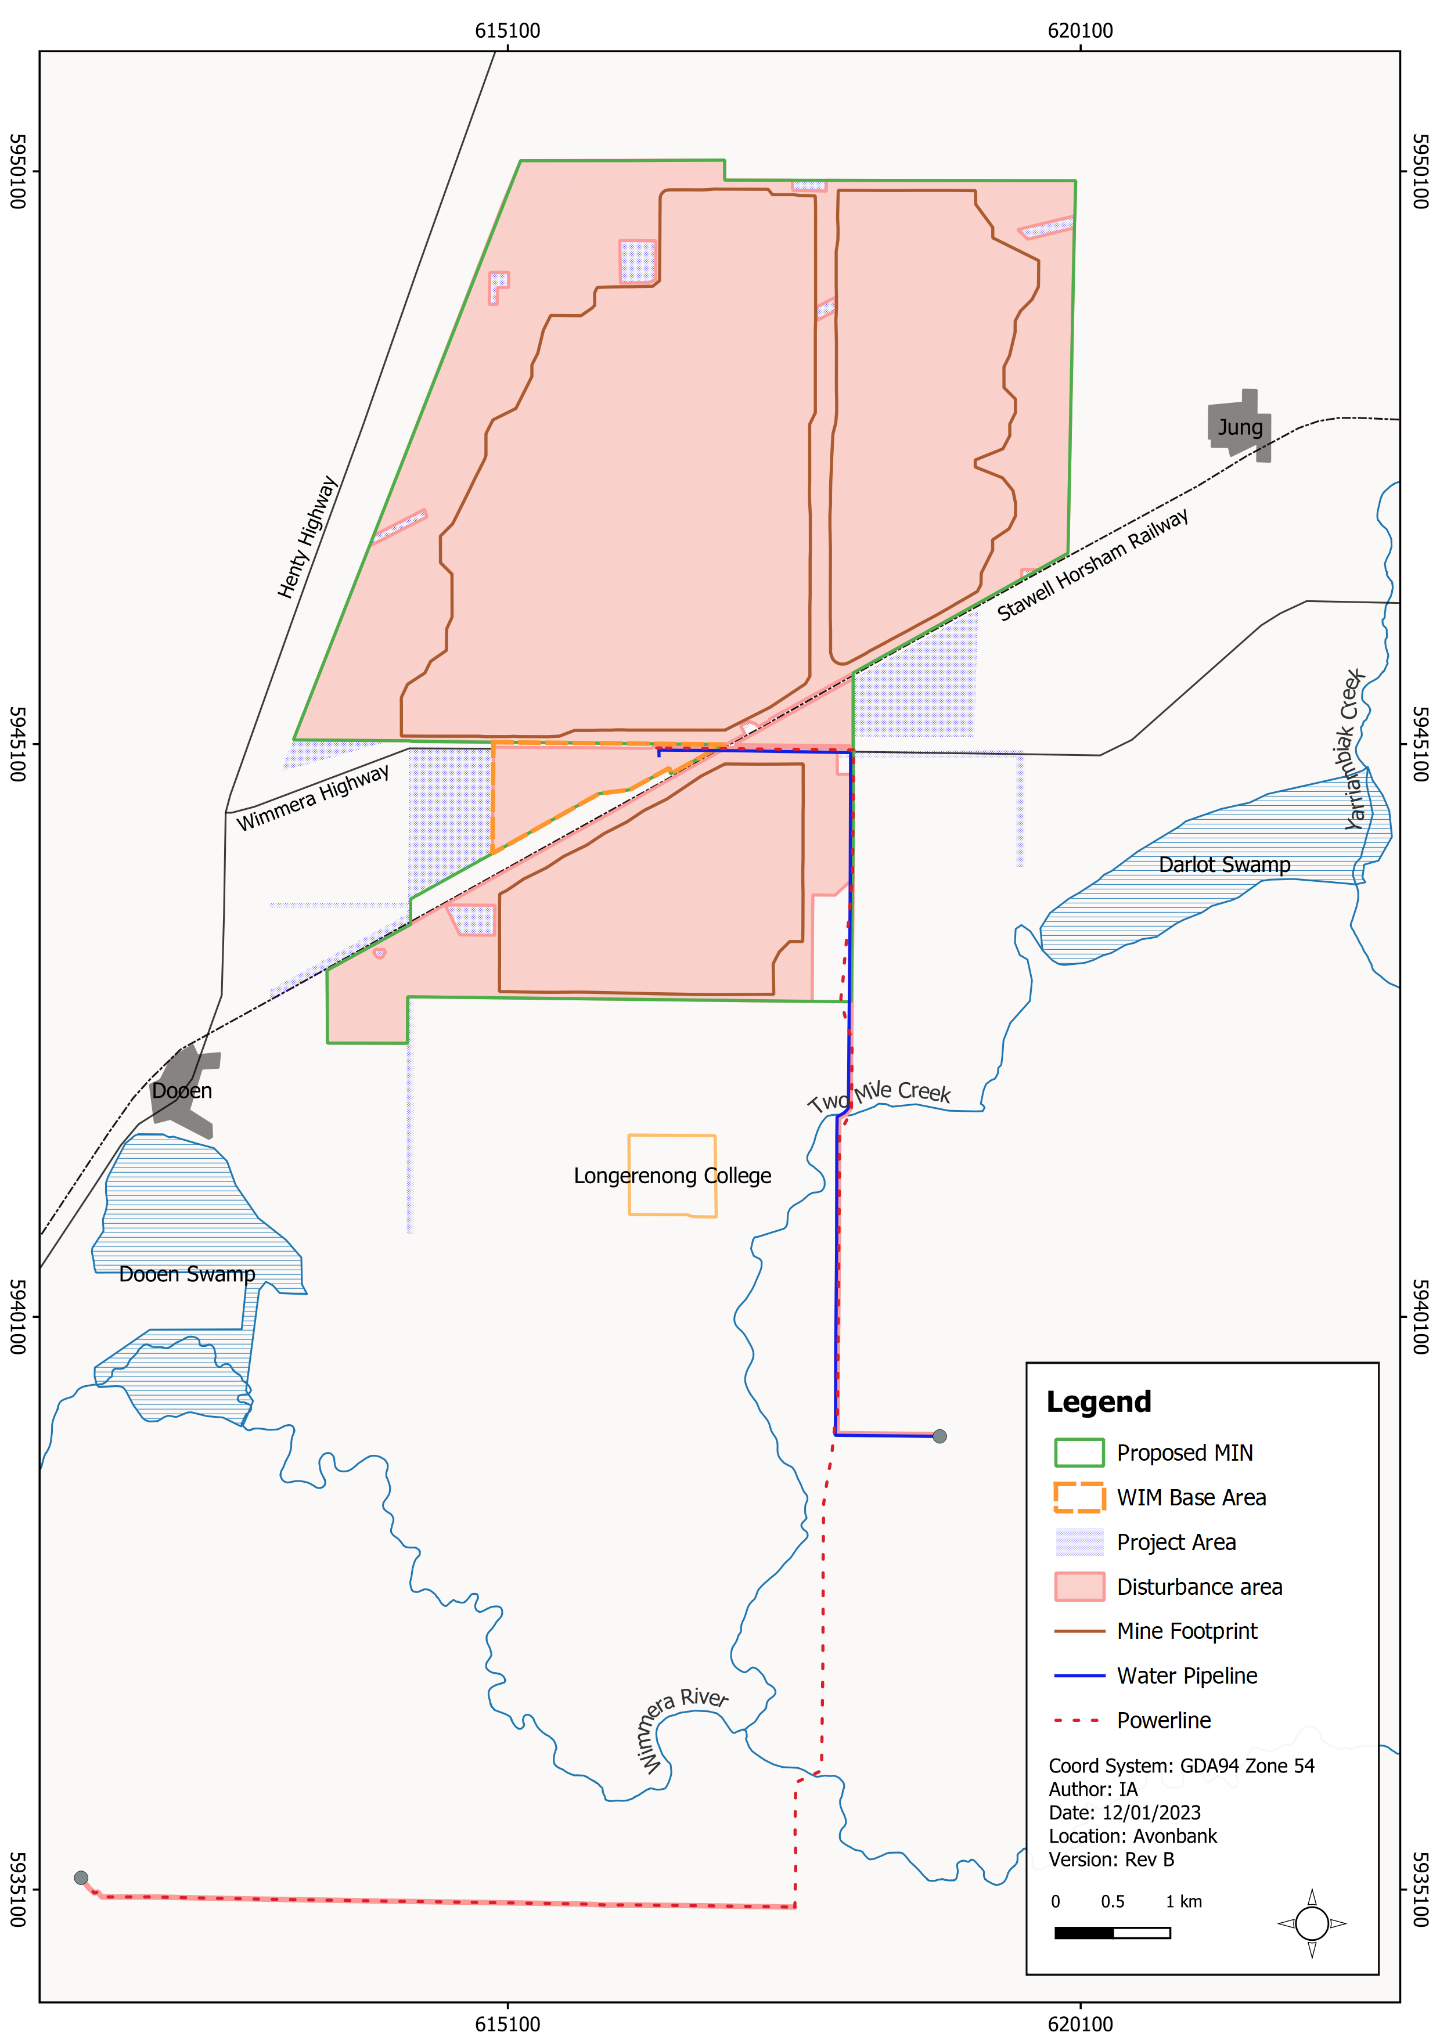 615100
620100
5950100
5950100
Jung
Henty Highway
Stawell Horsham Railway
Yarriambiak Creek
5945100
5945100
Wimmera Highway
Darlot Swamp
Dooen
Two Mile Creek
Longerenong College
Dooen Swamp
5940100
5940100
Legend
Proposed MIN
WIM Base Area
Project Area
Disturbance area
Mine Footprint
Water Pipeline
Powerline
Wimmera River
Coord System: GDA94 Zone 54
Author: IA
Date: 12/01/2023
Location: Avonbank
Version: Rev B
0 0.5 1 km
5935100
5935100
615100
620100